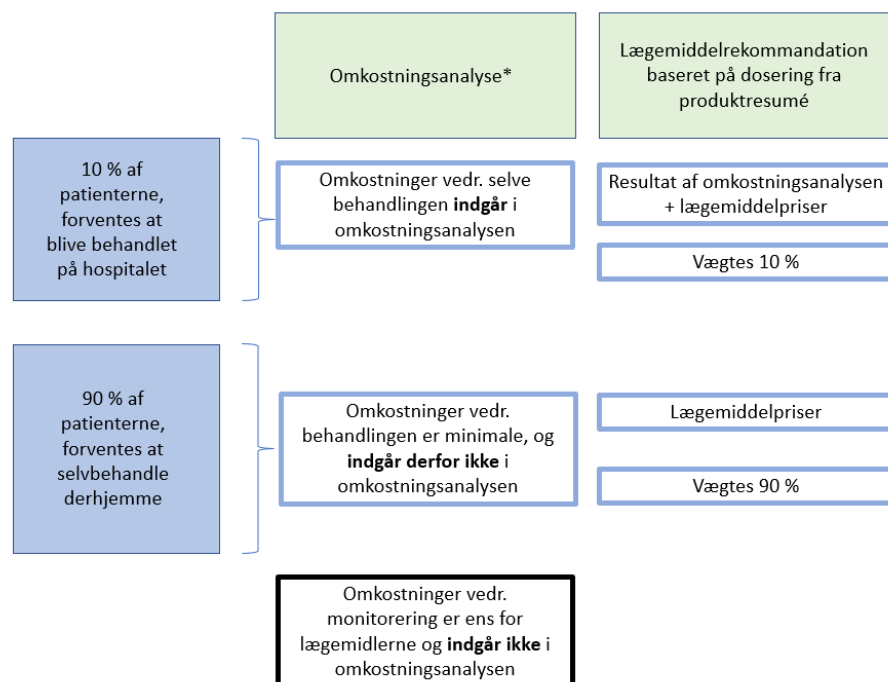 Omkostningsanalyse*
Lægemiddelrekommandation
baseret på dosering fra
produktresumé
10 % af
patienterne,
forventes at
blive behandlet
på hospitalet
Omkostninger vedr. selve
behandlingen indgår i
omkostningsanalysen
Resultat af omkostningsanalysen
+ lægemiddelpriser
Vægtes 10 %
90 % af
patienterne,
forventes at
selvbehandle
derhjemme
Omkostninger vedr.
behandlingen er minimale, og
indgår derfor ikke i
omkostningsanalysen
Lægemiddelpriser
Vægtes 90 %
Omkostninger vedr.
monitorering er ens for
lægemidlerne og indgår ikke i
omkostningsanalysen